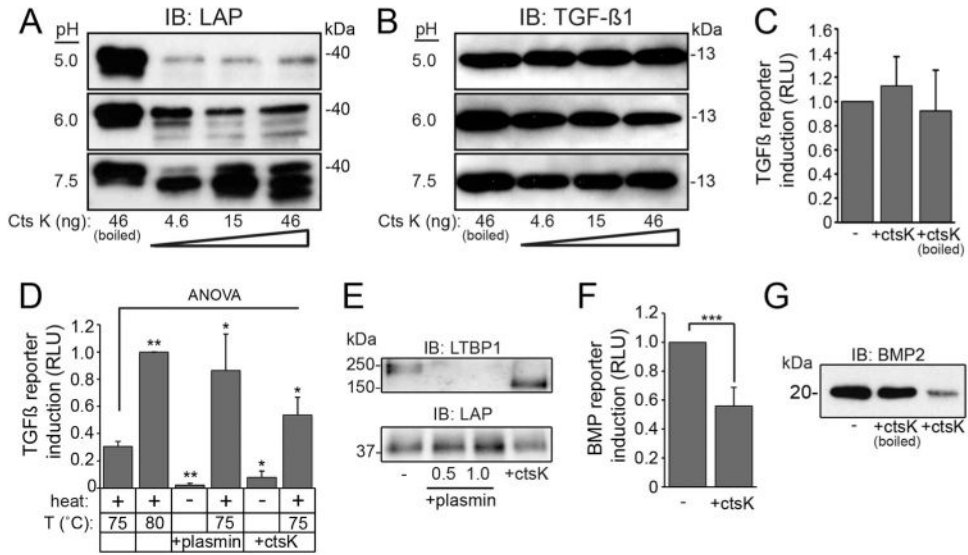 A
IB: LAP
pH
kDa
5.0
-40
6.0
-40
7.5
-40
Cts K (ng): 46 4.6 15 46
(boiled)
B
IB: TGF-ß1
pH
kDa
5.0
-13
6.0
-13
7.5
-13
Cts K (ng): 46 4.6 15 46
(boiled)
C
TGFß reporter
induction (RLU)
1.6
1.4
1.2
1.0
0.8
0.6
0.4
0.2
0
- +ctsK +ctsK
(boiled)
D
ANOVA
TGFß reporter
induction (RLU)
1.2
1.0
0.8
0.6
0.4
0.2
0
** ** * * *
heat: + + - + - +
T (°C): 75 80 75 75
+plasmin +ctsK
E
IB: LTBP1
kDa
250-
150-
IB: LAP
37-
- 0.5 1.0 +ctsK
+plasmin
F
BMP reporter
induction (RLU)
1.2
1.0
0.8
0.6
0.4
0.2
0
***
- +ctsK
G
IB: BMP2
kDa
20-
- +ctsK +ctsK
(boiled)